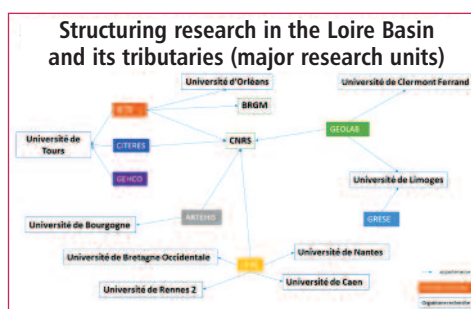 Structuring research in the Loire Basin
and its tributaries (major research units)
Université d'Orléans
Université de Clermont Ferrand
BRGM
GEOLAB
Université de
Tours
CITERES
CNRS
GEHCO
Université de Limoges
ARTEHIS
GRESE
Université de Bourgogne
Université de Bretagne Occidentale
Université de Nantes
Université de Rennes 2
Université de Caen